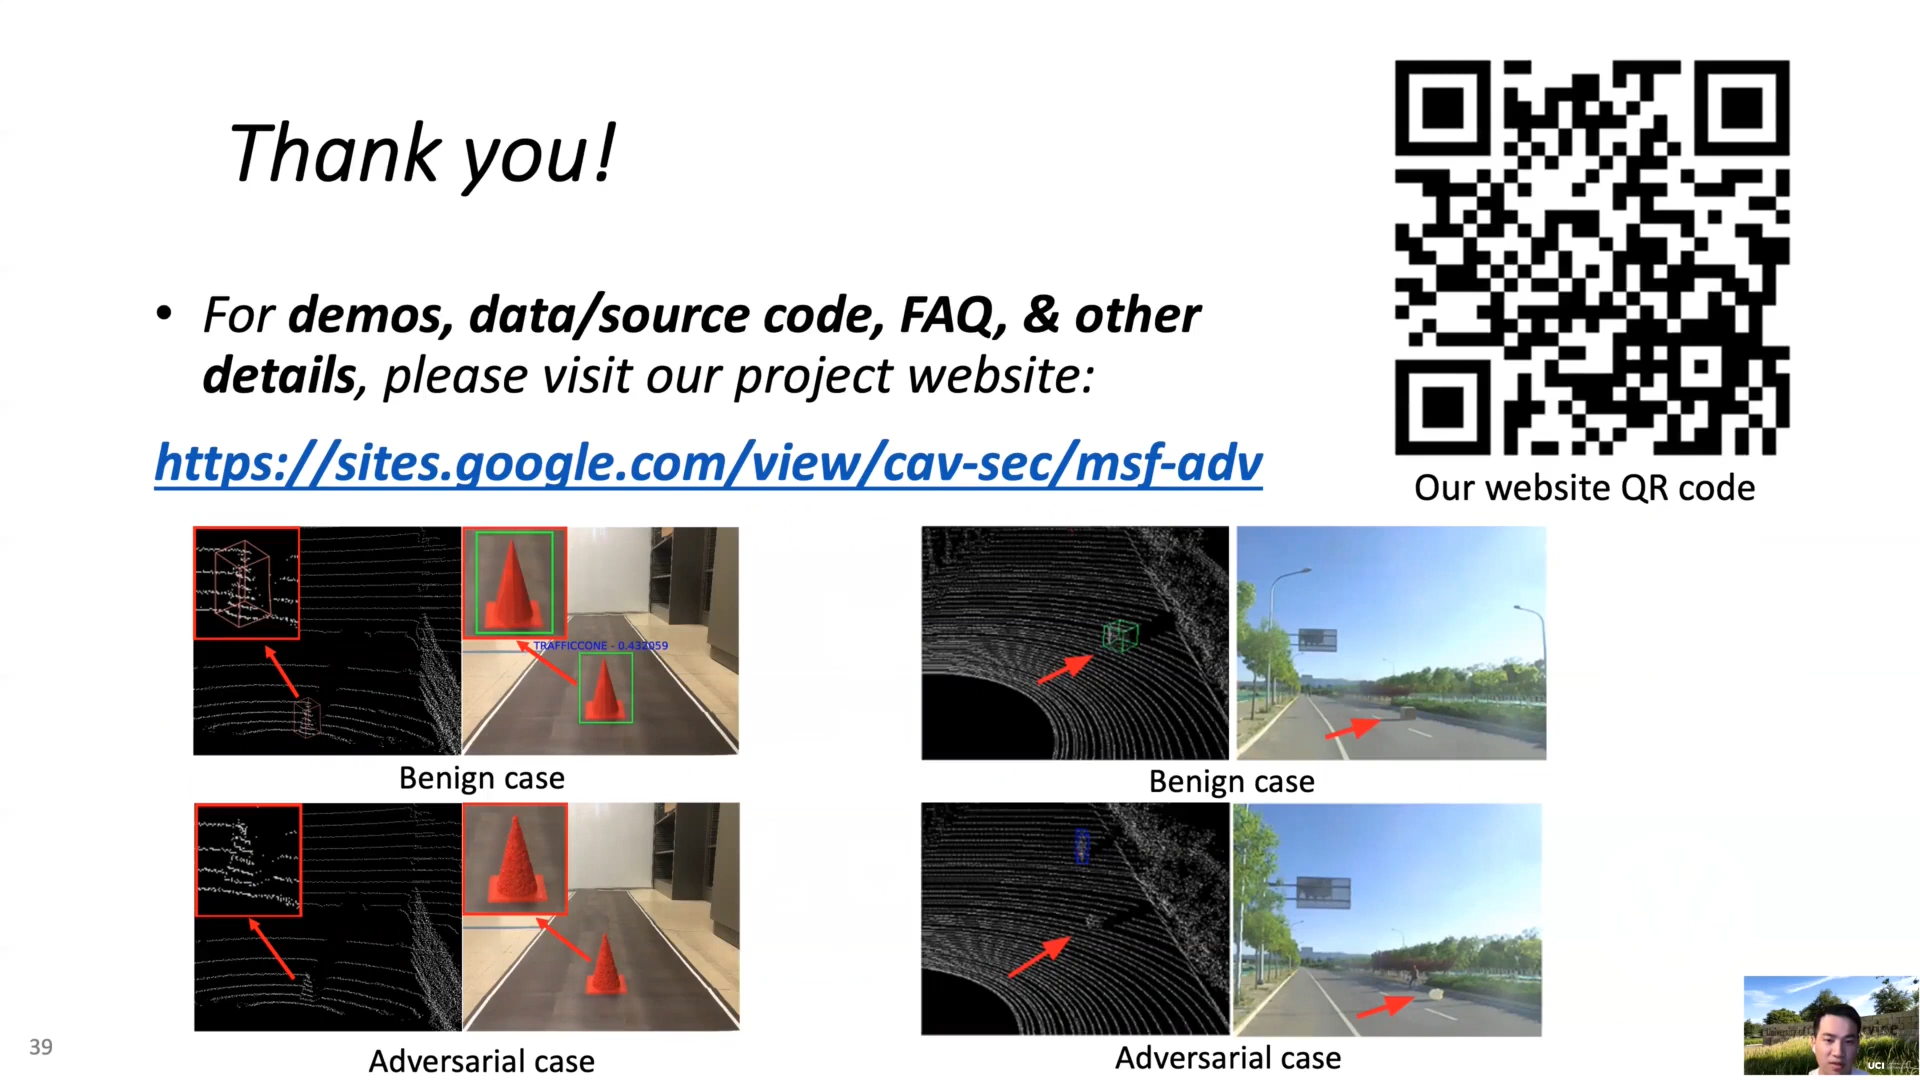 Thank you!
• For demos, data/source code, FAQ, & other
details, please visit our project website:
https://sites.google.com/view/cav-sec/msf-adv
Our website QR code
TRAFFICCONE - 0.432059
Benign case
Benign case
Adversarial case
Adversarial case
39
UCI